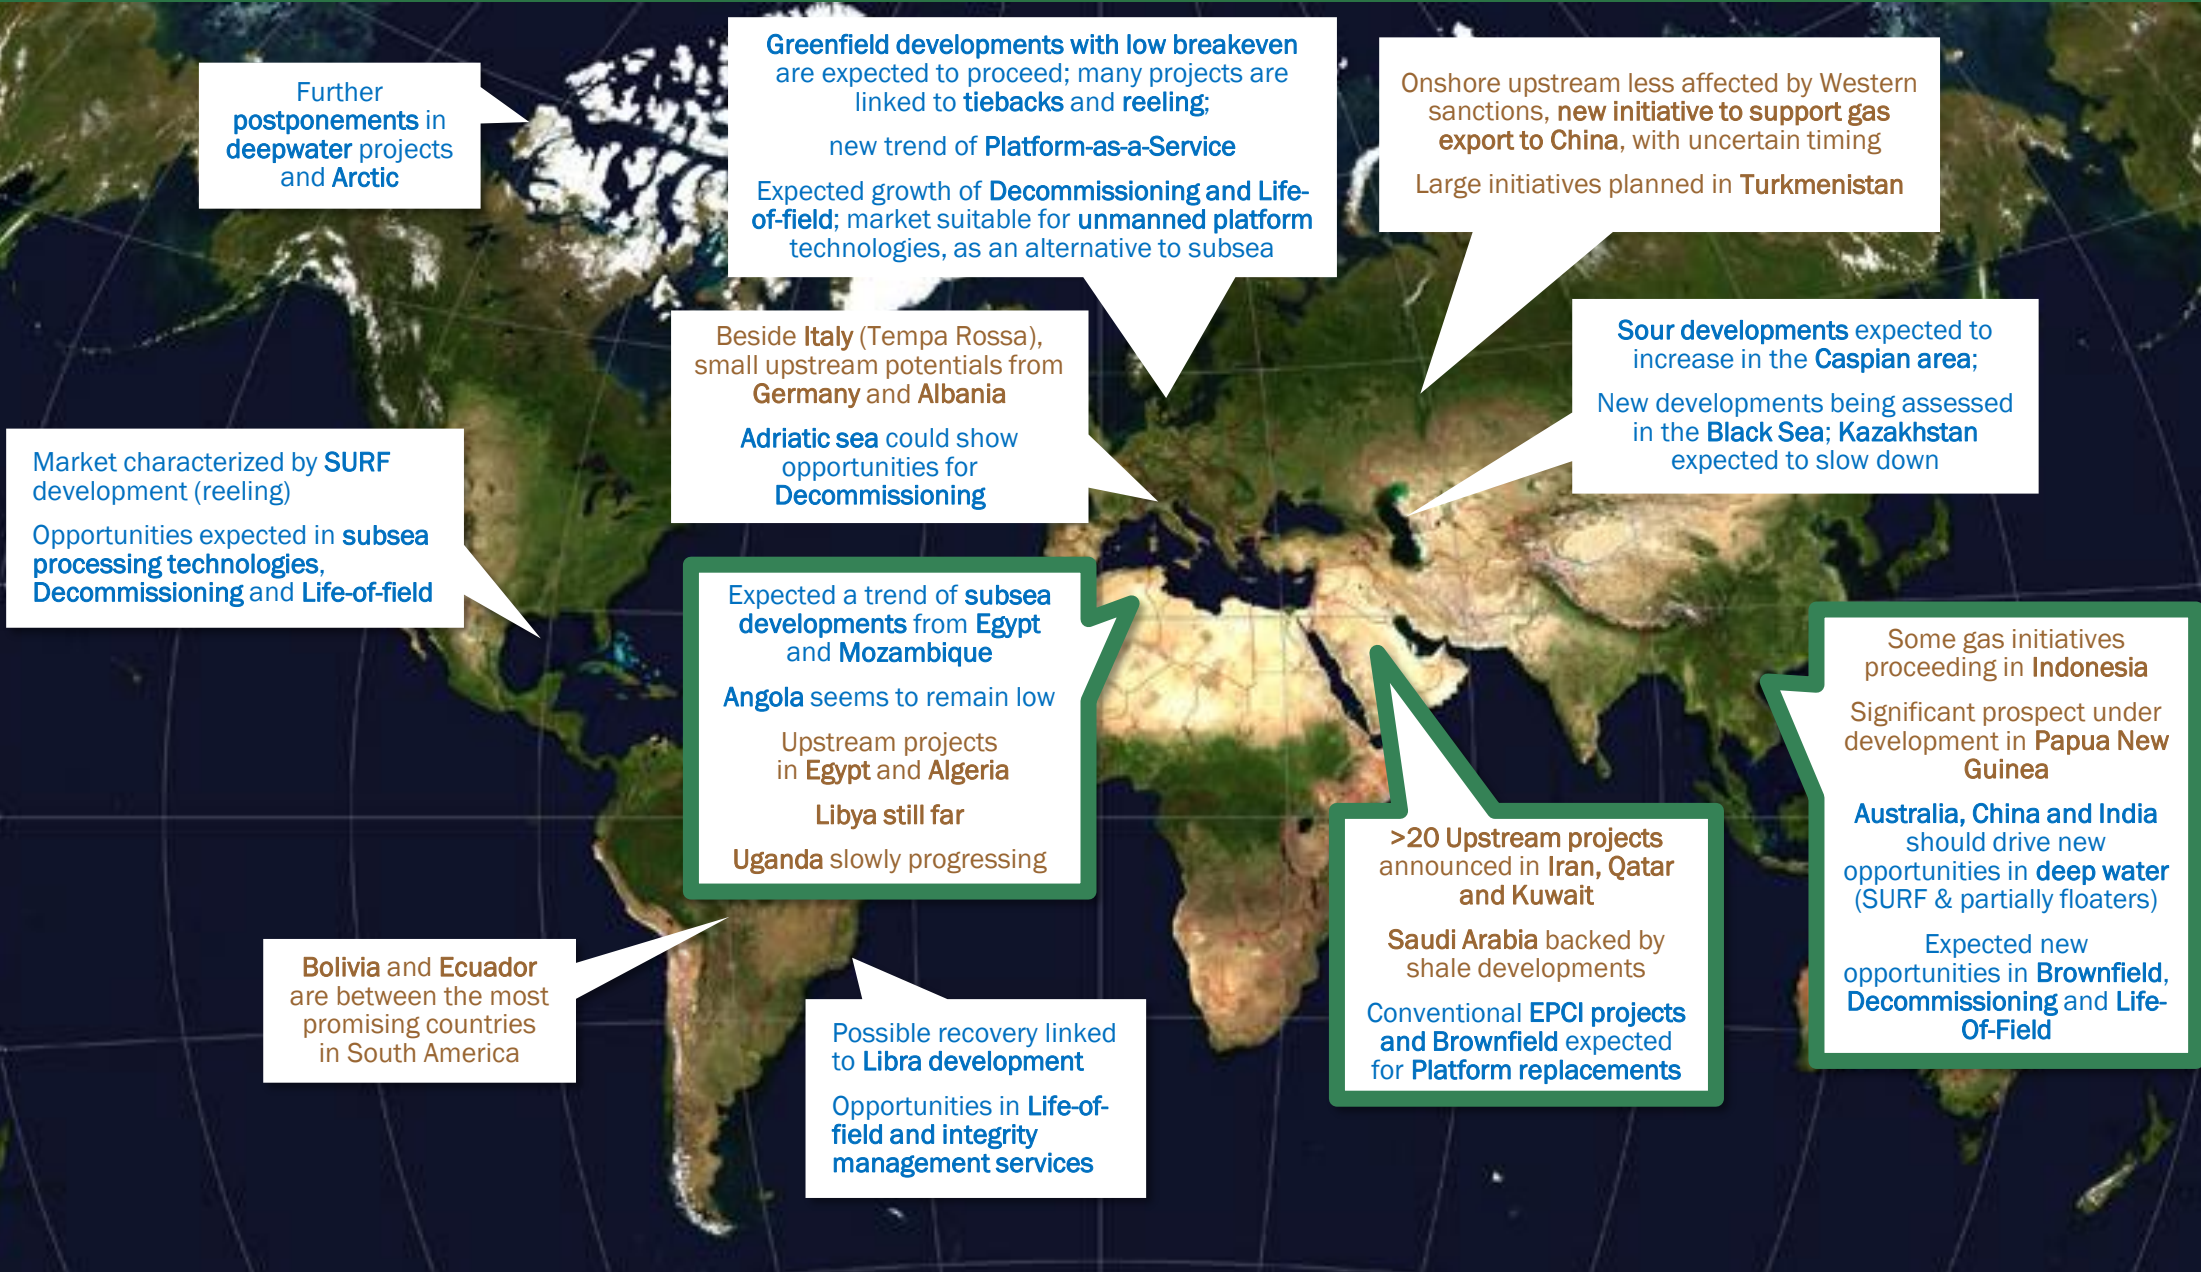 Further
postponements in
deepwater projects
and Arctic
Greenfield developments with low breakeven
are expected to proceed; many projects are
linked to tiebacks and reeling;
new trend of Platform-as-a-Service
Expected growth of Decommissioning and Life-
of-field; market suitable for unmanned platform
technologies, as an alternative to subsea
Onshore upstream less affected by Western
sanctions, new initiative to support gas
export to China, with uncertain timing
Large initiatives planned in Turkmenistan
Beside Italy (Tempa Rossa),
small upstream potentials from
Germany and Albania
Adriatic sea could show
opportunities for
Decommissioning
Sour developments expected to
increase in the Caspian area;
New developments being assessed
in the Black Sea; Kazakhstan
expected to slow down
Market characterized by SURF
development (reeling)
Opportunities expected in subsea
processing technologies,
Decommissioning and Life-of-field
Expected a trend of subsea
developments from Egypt
and Mozambique
Angola seems to remain low
Upstream projects
in Egypt and Algeria
Libya still far
Uganda slowly progressing
Some gas initiatives
proceeding in Indonesia
Significant prospect under
development in Papua New
Guinea
Australia, China and India
should drive new
opportunities in deep water
(SURF & partially floaters)
Expected new
opportunities in Brownfield,
Decommissioning and Life-
Of-Field
>20 Upstream projects
announced in Iran, Qatar
and Kuwait
Saudi Arabia backed by
shale developments
Conventional EPCI projects
and Brownfield expected
for Platform replacements
Bolivia and Ecuador
are between the most
promising countries
in South America
Possible recovery linked
to Libra development
Opportunities in Life-of-
field and integrity
management services